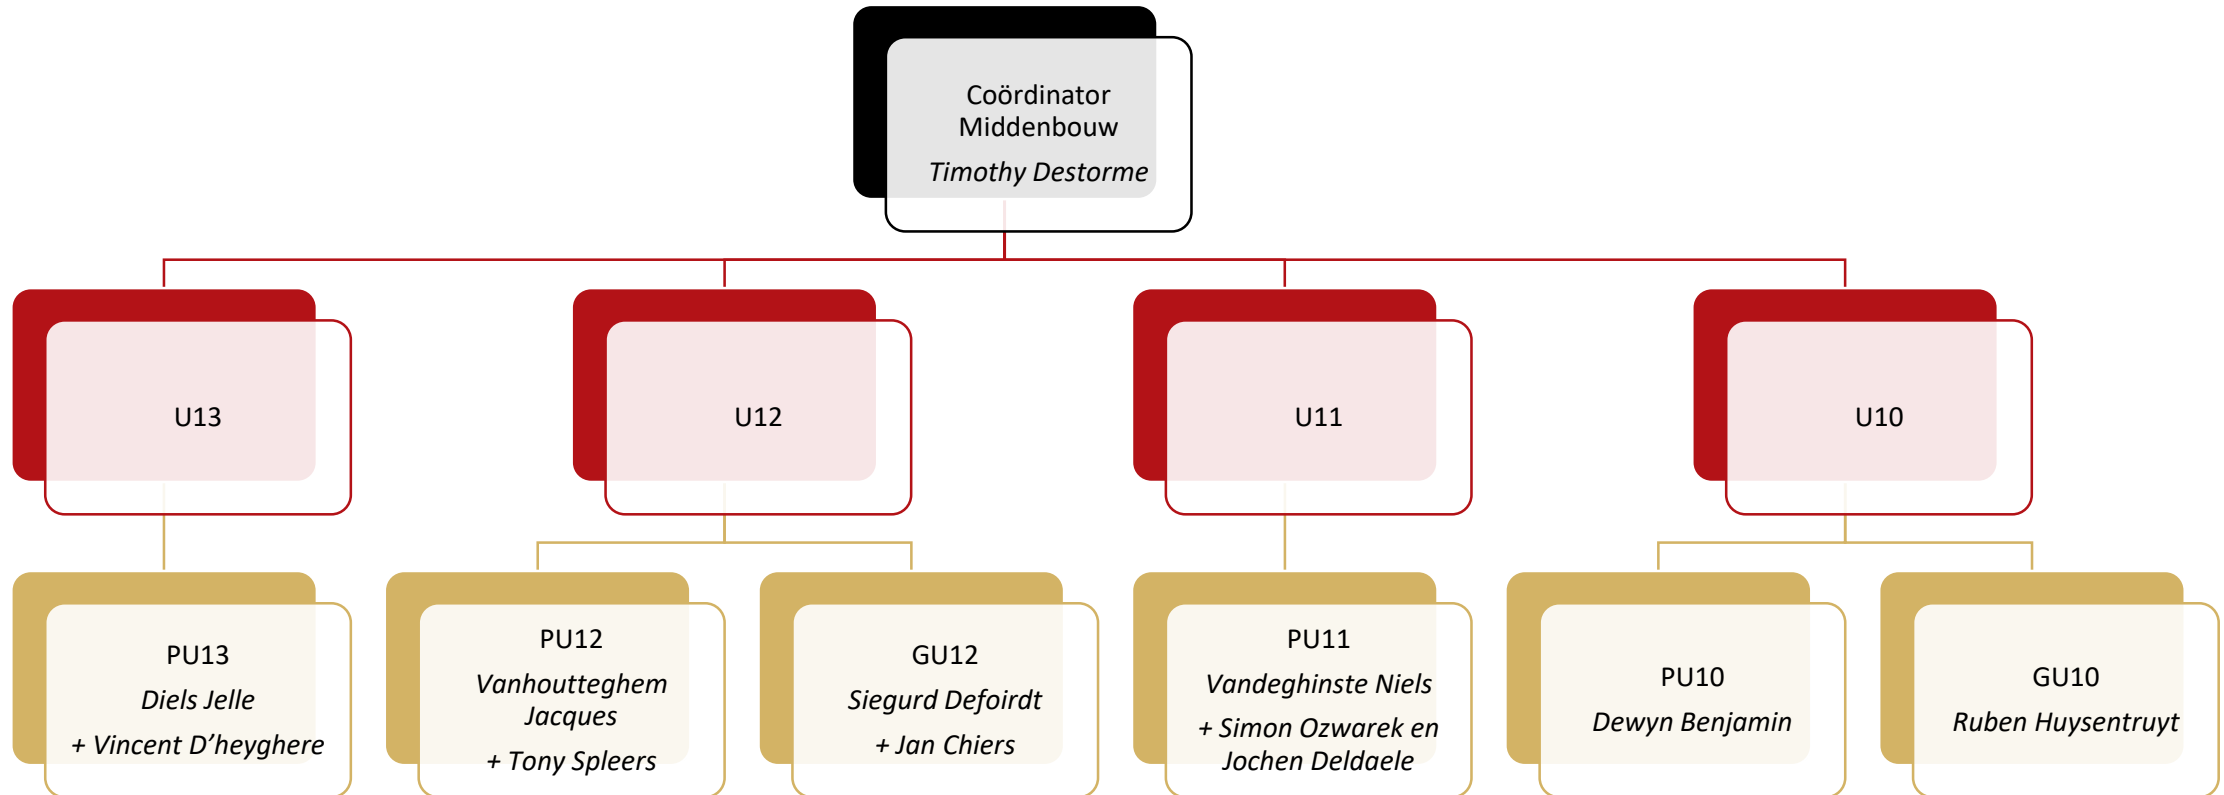 Coördinator
Middenbouw
Timothy Destorme
U13
U12
U11
U10
PU13
Diels Jelle
+ Vincent D’heyghere
PU12
Vanhoutteghem
Jacques
+ Tony Spleers
GU12
Siegurd Defoirdt
+ Jan Chiers
PU11
Vandeghinste Niels
+ Simon Ozwarek en
Jochen Deldaele
PU10
Dewyn Benjamin
GU10
Ruben Huysentruyt